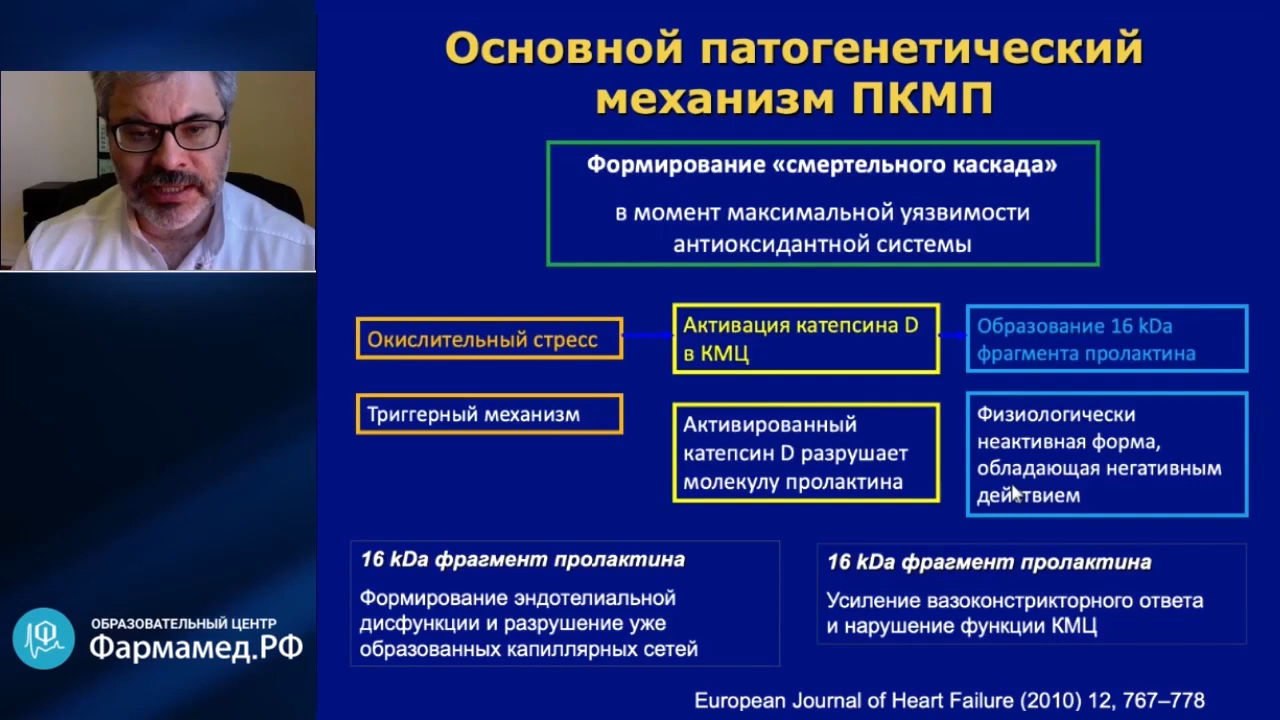 Основной патогенетический
механизм ПКМП
Формирование «смертельного каскада»
в момент максимальной уязвимости
антиоксидантной системы
Окислительный стресс
Активация катепсина D
в КМЦ
Образование 16 kDa
фрагмента пролактина
Триггерный механизм
Активированный
катепсин D разрушает
молекулу пролактина
Физиологически
неактивная форма,
обладающая негативным
действием
16 kDa фрагмент пролактина
Формирование эндотелиальной
дисфункции и разрушение уже
образованных капиллярных сетей
16 kDa фрагмент пролактина
Усиление вазоконстрикторного ответа
и нарушение функции КМЦ
ОБРАЗОВАТЕЛЬНЫЙ ЦЕНТР
Фармамед.РФ
European Journal of Heart Failure (2010) 12, 767–778